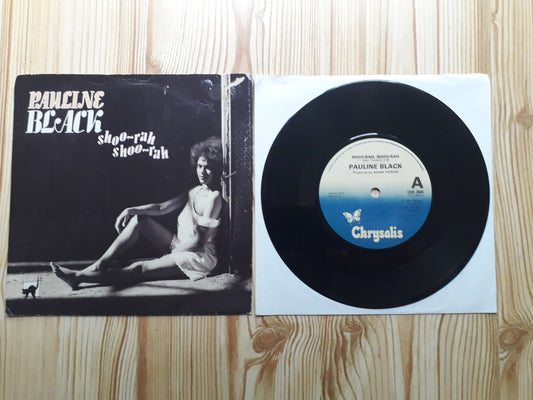 PAULINE
BLACK
shoo~rah
shoo~rah
SHOO-RAH, SHOO-RAH
PAULINE BLACK
A
Chrysalis